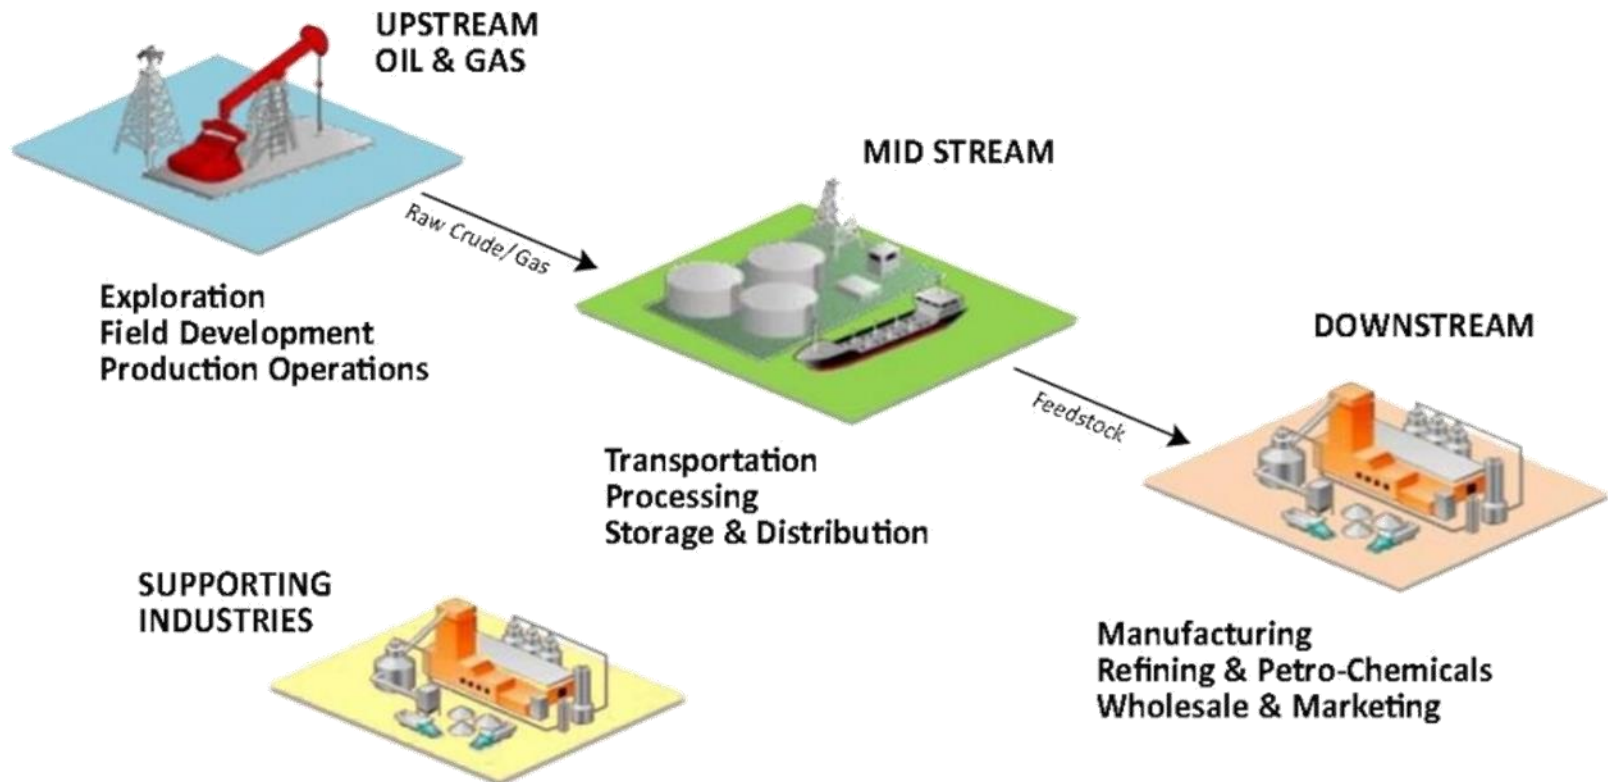 UPSTREAM
OIL & GAS
Raw Crude/Gas
Exploration
Field Development
Production Operations
MID STREAM
Transportation
Processing
Storage & Distribution
Feedstock
DOWNSTREAM
Manufacturing
Refining & Petro-Chemicals
Wholesale & Marketing
SUPPORTING
INDUSTRIES